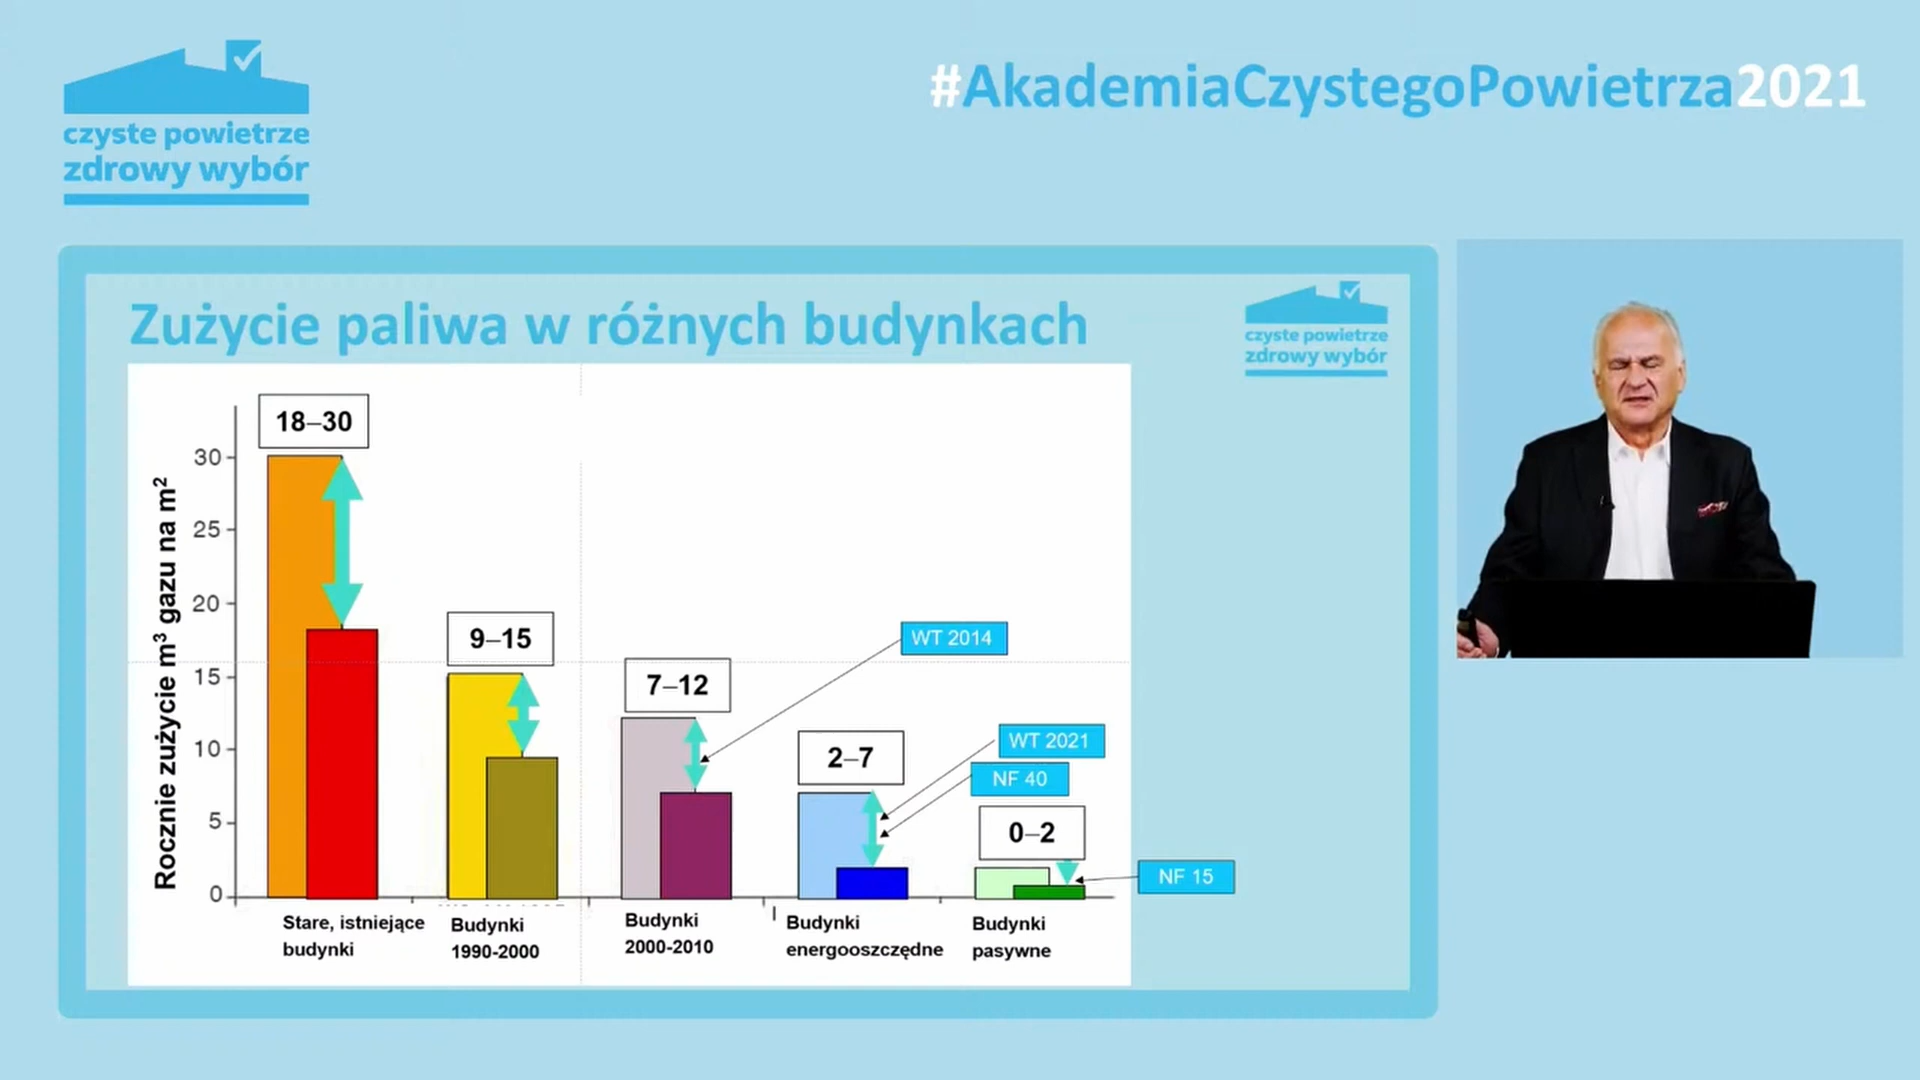 czyste powietrze
zdrowy wybór
#AkademiaCzystegoPowietrza2021
Zużycie paliwa w różnych budynkach
czyste powietrze
zdrowy wybór
Rocznie zużycie m³ gazu na m²
30
25
20
15
10
5
0
18–30
9–15
7–12
2–7
0–2
WT 2014
WT 2021
NF 40
NF 15
Stare, istniejące
budynki
Budynki
1990-2000
Budynki
2000-2010
Budynki
energooszczędne
Budynki
pasywne